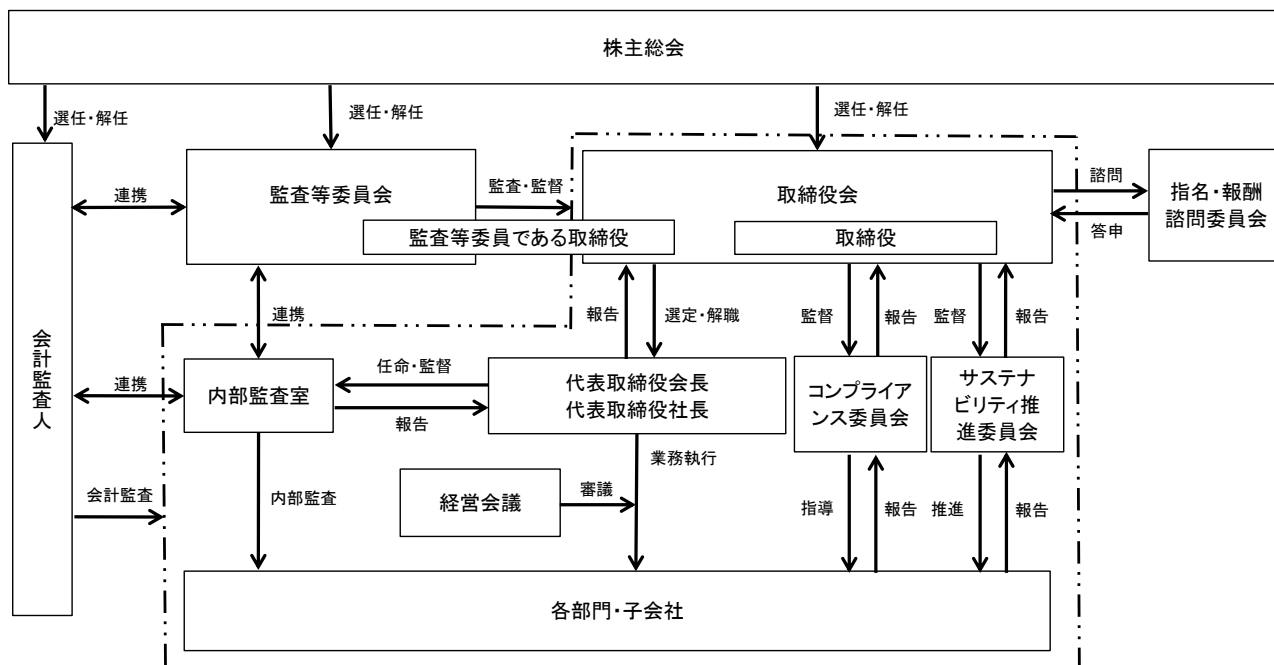 株主総会
選任・解任
選任・解任
選任・解任
監査等委員会
監査・監督
取締役会
諮問
答申
指名・報酬
諮問委員会
連携
監査等委員である取締役
取締役
会計監査人
連携
報告
選定・解職
監督
報告
監督
報告
連携
内部監査室
任命・監督
報告
代表取締役会長
代表取締役社長
コンプライア
ンス委員会
サステナ
ビリティ推
進委員会
業務執行
会計監査
内部監査
経営会議
審議
指導
報告
推進
報告
各部門・子会社